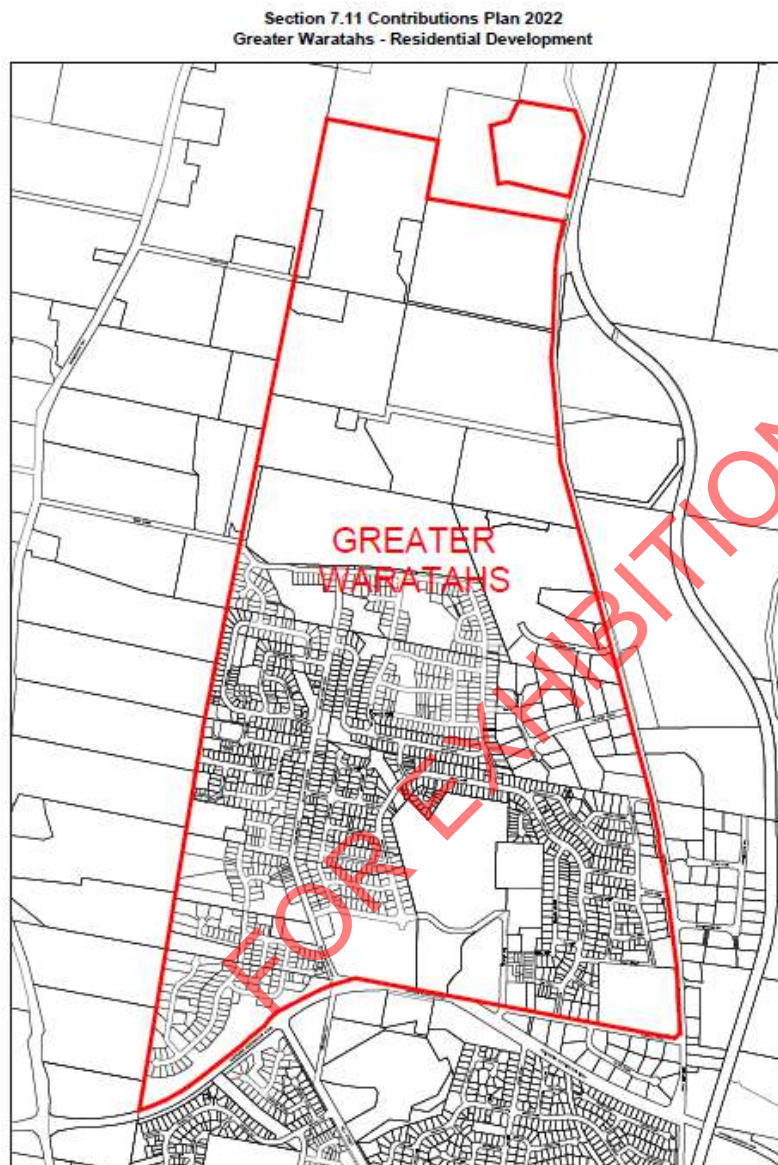 Section 7.11 Contributions Plan 2022
Greater Waratahs - Residential Development
GREATER
WARATAHS
FOR EXHIBITION